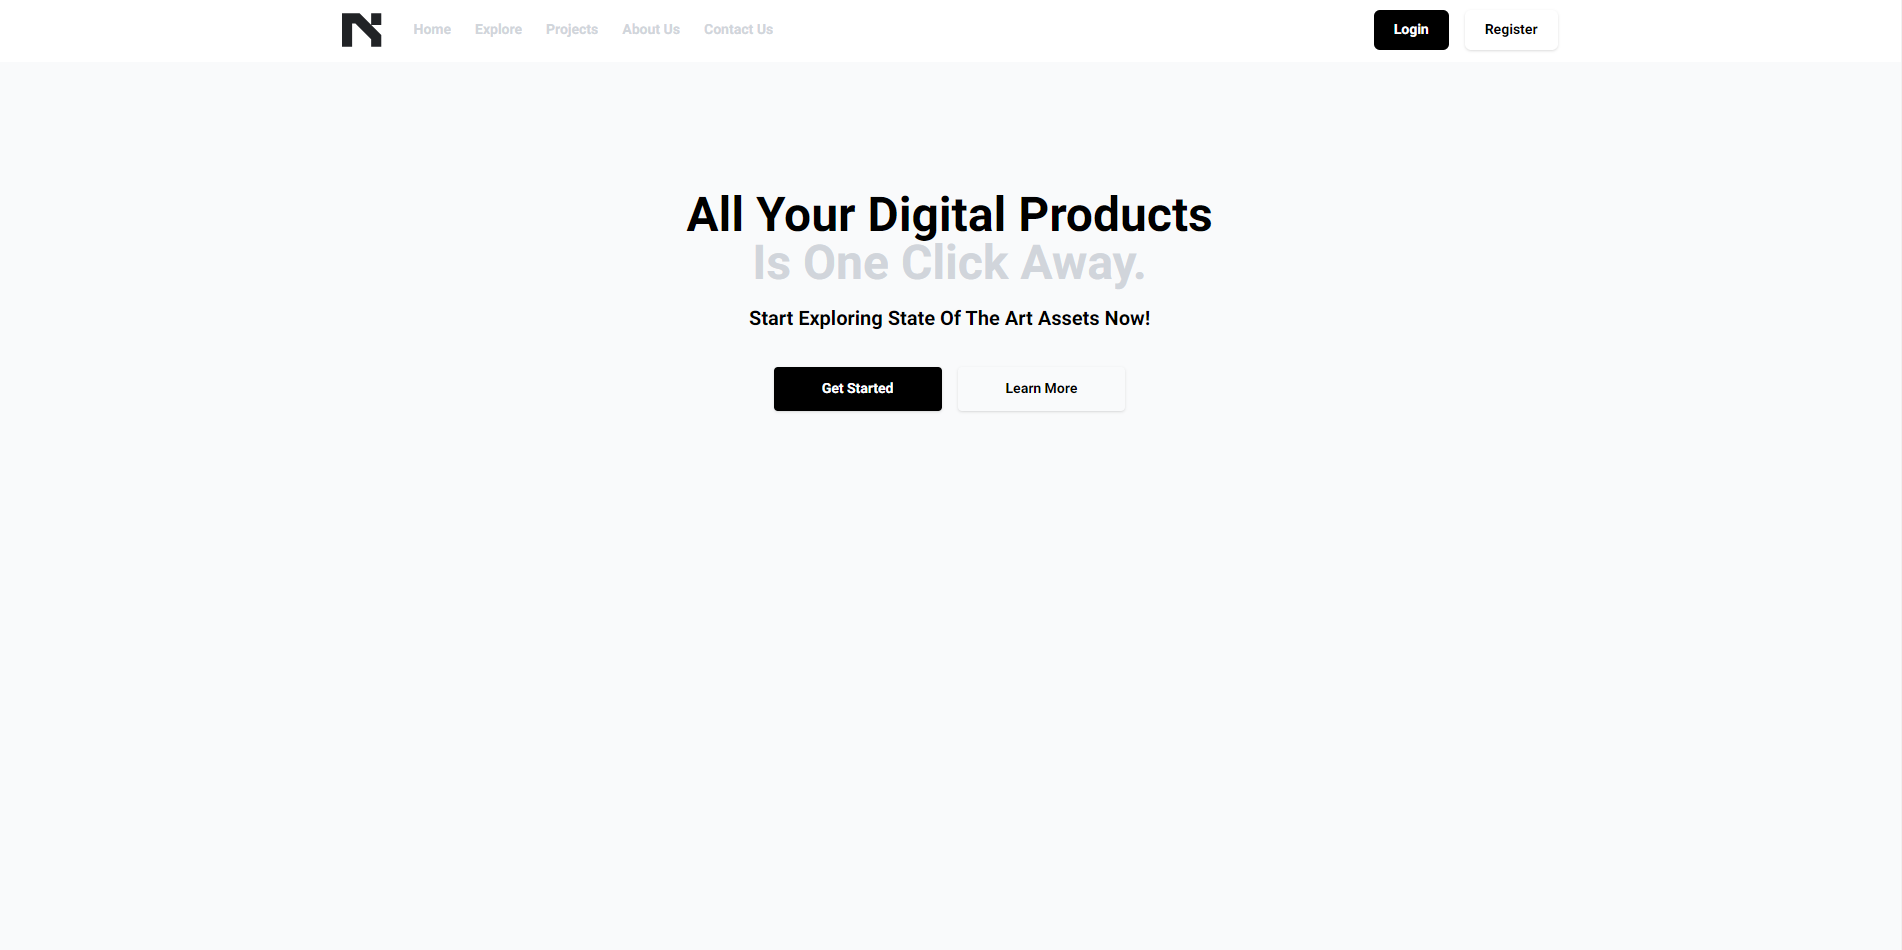 Home Explore Projects About Us Contact Us Login Register
All Your Digital Products
Is One Click Away.
Start Exploring State Of The Art Assets Now!
Get Started Learn More